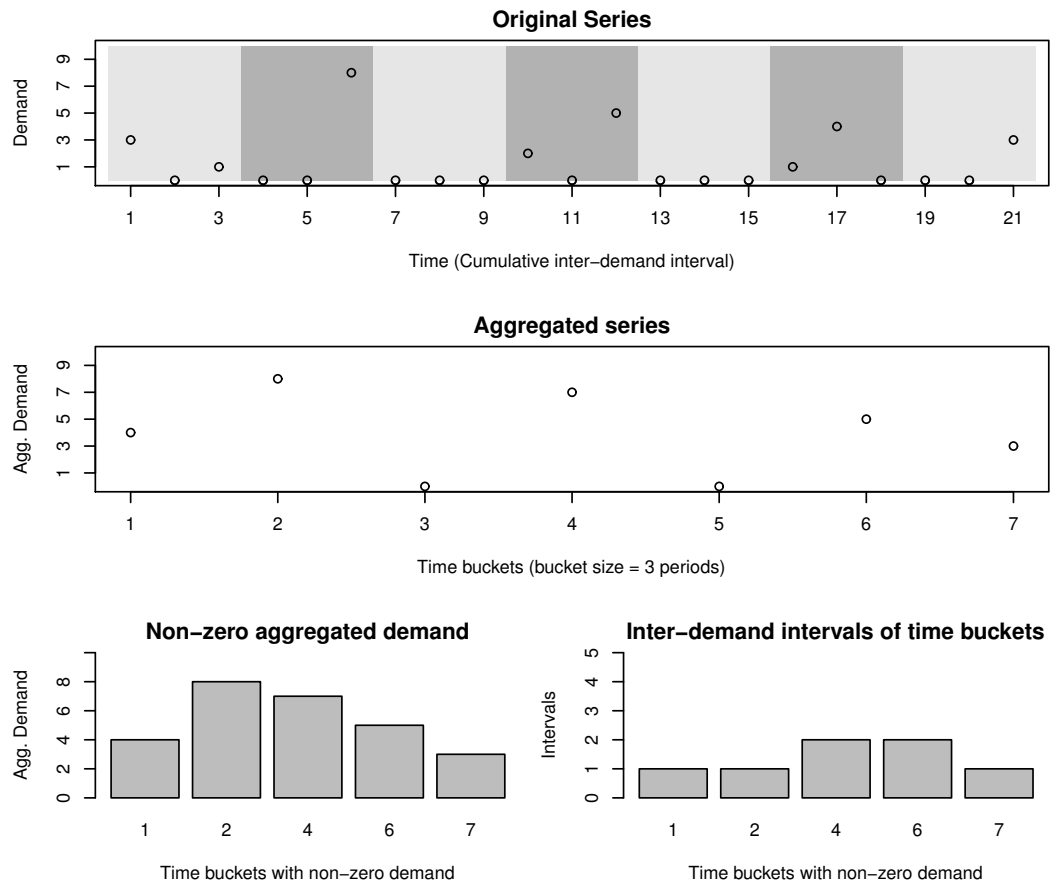 Original Series
Demand
1 3 5 7 9
1 3 5 7 9 11 13 15 17 19 21
Time (Cumulative inter−demand interval)
Aggregated series
Agg. Demand
1 3 5 7 9
1 2 3 4 5 6 7
Time buckets (bucket size = 3 periods)
Non−zero aggregated demand
Agg. Demand
0 2 4 6 8
1 2 4 6 7
Time buckets with non−zero demand
Inter−demand intervals of time buckets
Intervals
0 1 2 3 4 5
1 2 4 6 7
Time buckets with non−zero demand